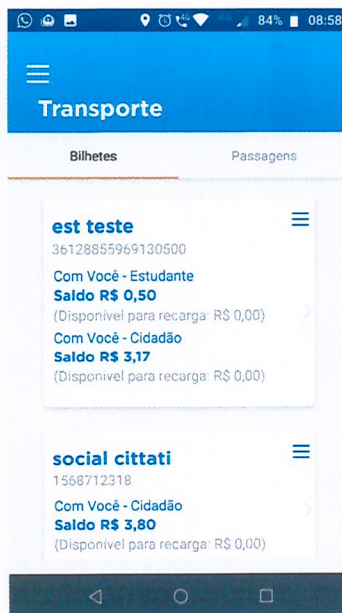 84% 08:58
Transporte
Bilhetes Passagens
est teste
36128855969130500
Com Você - Estudante
Saldo R$ 0,50
(Disponível para recarga: R$ 0,00)
Com Você - Cidadão
Saldo R$ 3,17
(Disponível para recarga: R$ 0,00)
social cittati
1568712318
Com Você - Cidadão
Saldo R$ 3,80
(Disponível para recarga: R$ 0,00)